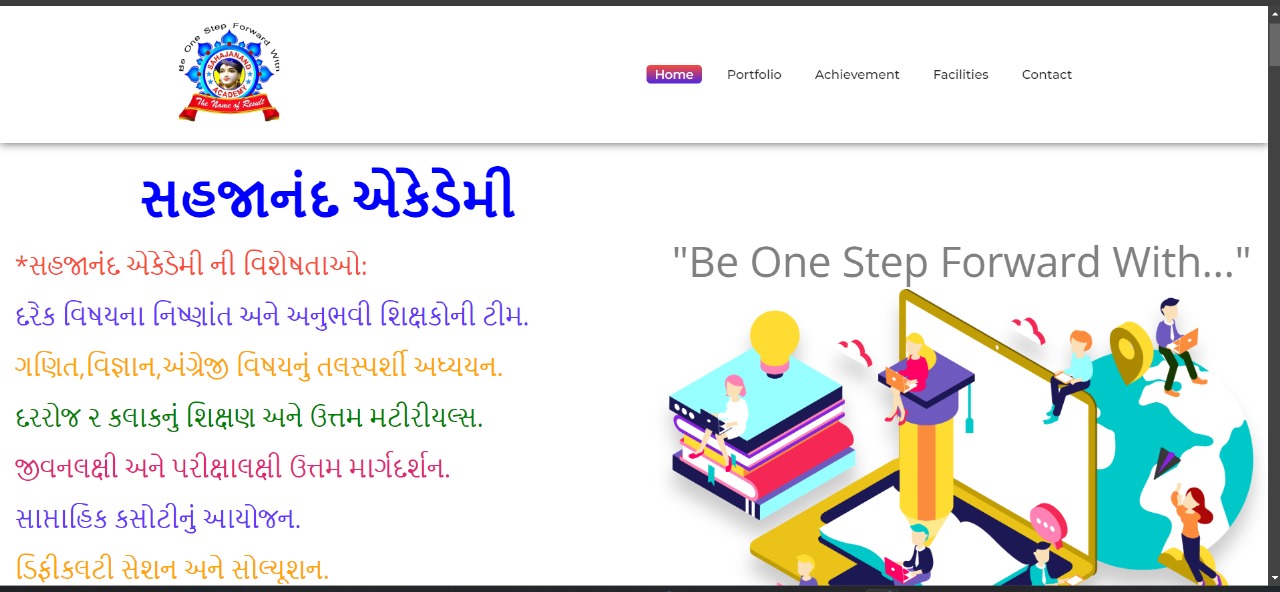 Be One Step Forward With
SAHAJANAND
ACADEMY
The Name of Result
Home Portfolio Achievement Facilities Contact
સહજાનંદ એકેડેમી
*સહજાનંદ એકેડેમી ની વિશેષતાઓ:
દરેક વિષયના નિષ્ણાંત અને અનુભવી શિક્ષકોની ટીમ.
ગણિત,વિજ્ઞાન,અંગ્રેજી વિષયનું તલસ્પર્શી અધ્યયન.
દરરોજ ૨ કલાકનું શિક્ષણ અને ઉત્તમ મટીરીયલ્સ.
જીવનલક્ષી અને પરીક્ષાલક્ષી ઉત્તમ માર્ગદર્શન.
સાપ્તાહિક કસોટીનું આયોજન.
ડિફીકલટી સેશન અને સોલ્યૂશન.
"Be One Step Forward With..."